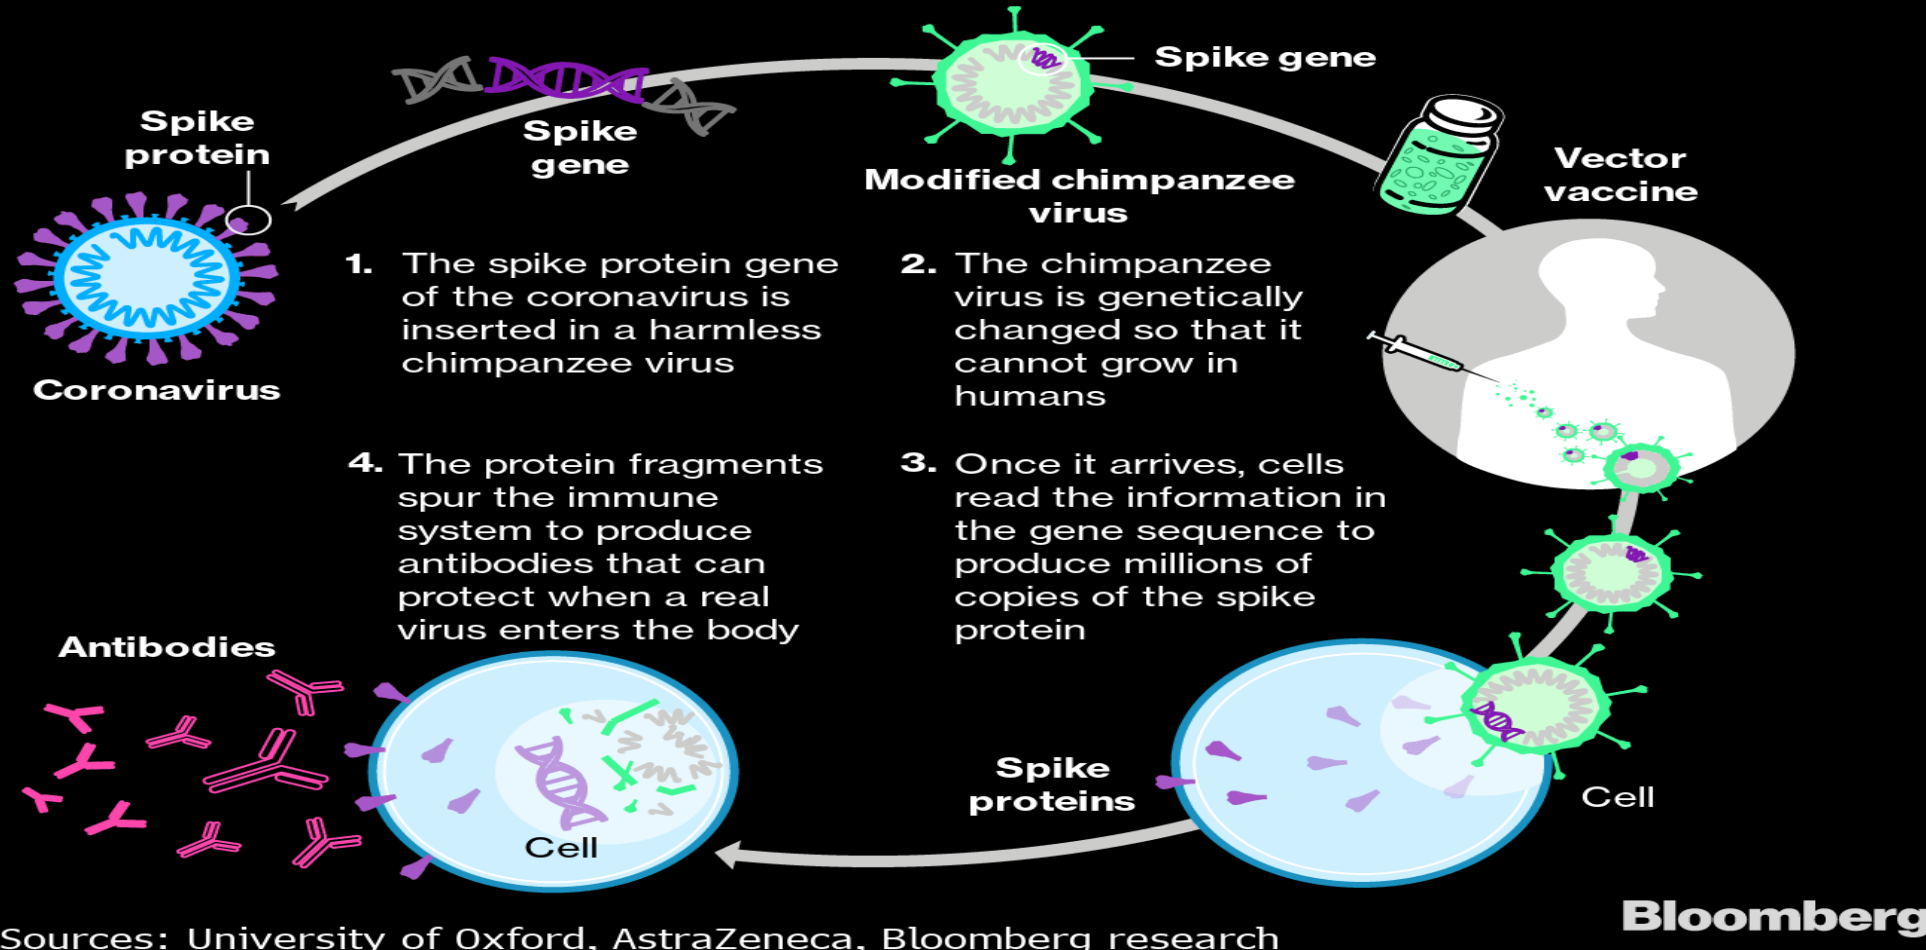 Spike
protein
Spike
gene
Spike gene
Modified chimpanzee
virus
Vector
vaccine
Coronavirus
1. The spike protein gene
of the coronavirus is
inserted in a harmless
chimpanzee virus
2. The chimpanzee
virus is genetically
changed so that it
cannot grow in
humans
4. The protein fragments
spur the immune
system to produce
antibodies that can
protect when a real
virus enters the body
3. Once it arrives, cells
read the information in
the gene sequence to
produce millions of
copies of the spike
protein
Antibodies
Cell
Spike
proteins
Cell
Bloomberg
Sources: University of Oxford, AstraZeneca, Bloomberg research